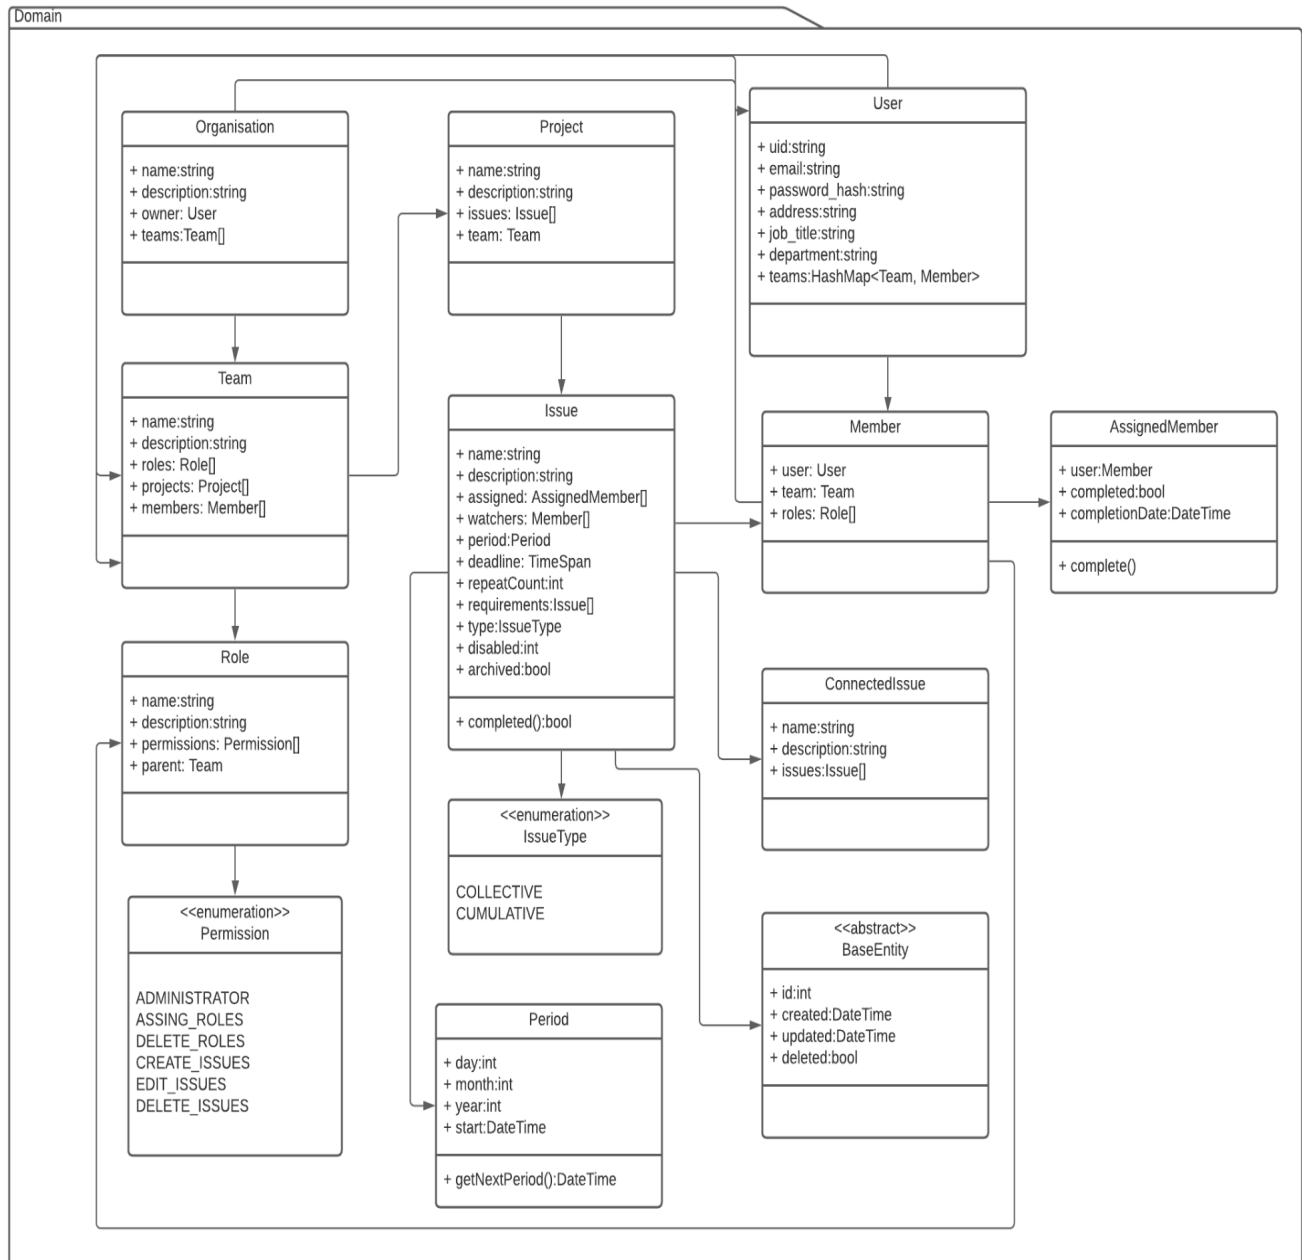 Domain
Organisation
+ name:string
+ description:string
+ owner: User
+ teams:Team[]
Project
+ name:string
+ description:string
+ issues: Issue[]
+ team: Team
User
+ uid:string
+ email:string
+ password_hash:string
+ address:string
+ job_title:string
+ department:string
+ teams:HashMap<Team, Member>
Team
+ name:string
+ description:string
+ roles: Role[]
+ projects: Project[]
+ members: Member[]
Issue
+ name:string
+ description:string
+ assigned: AssignedMember[]
+ watchers: Member[]
+ period:Period
+ deadline: TimeSpan
+ repeatCount:int
+ requirements:Issue[]
+ type:IssueType
+ disabled:int
+ archived:bool
+ completed():bool
Member
+ user: User
+ team: Team
+ roles: Role[]
AssignedMember
+ user:Member
+ completed:bool
+ completionDate:DateTime
+ complete()
Role
+ name:string
+ description:string
+ permissions: Permission[]
+ parent: Team
ConnectedIssue
+ name:string
+ description:string
+ issues:Issue[]
<<enumeration>>
IssueType
COLLECTIVE
CUMULATIVE
<<enumeration>>
Permission
ADMINISTRATOR
ASSING_ROLES
DELETE_ROLES
CREATE_ISSUES
EDIT_ISSUES
DELETE_ISSUES
<<abstract>>
BaseEntity
+ id:int
+ created:DateTime
+ updated:DateTime
+ deleted:bool
Period
+ day:int
+ month:int
+ year:int
+ start:DateTime
+ getNextPeriod():DateTime